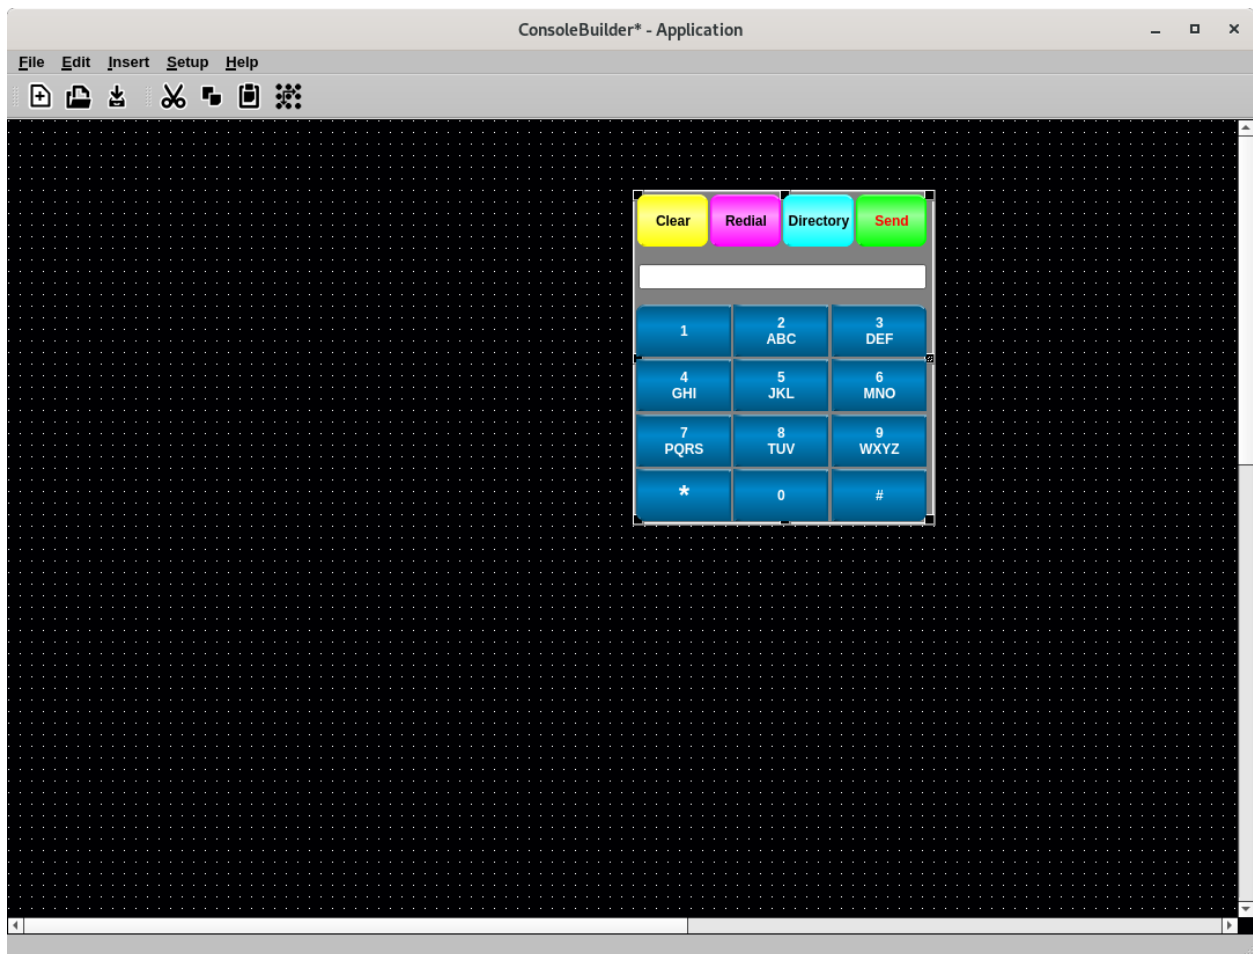 ConsoleBuilder* - Application
File Edit Insert Setup Help
Clear Redial Directory Send
1
2
ABC
3
DEF
4
GHI
5
JKL
6
MNO
7
PQRS
8
TUV
9
WXYZ
*
0
#